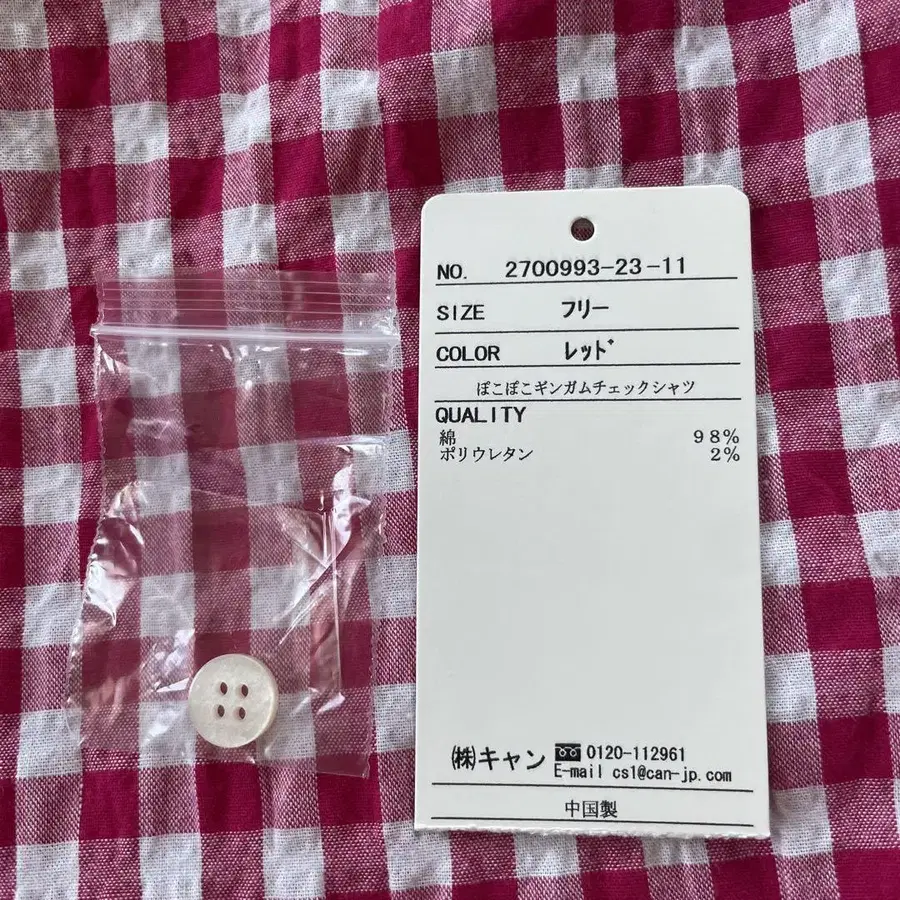 NO. 2700993-23-11
SIZE フリー
COLOR レッド
ぽこぽこギンガムチェックシャツ
QUALITY
綿 98%
ポリウレタン 2%
㈱キャン 0120-112961
E-mail cs1@can-jp.com
中国製